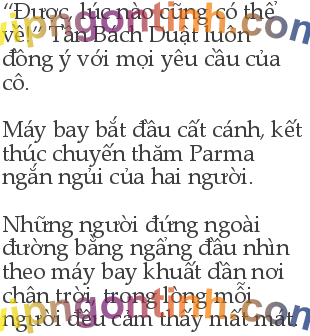 “Được, lúc nào cũng có thể
về!” Tần Bách Duật luôn
đồng ý với mọi yêu cầu của
cô.
Máy bay bắt đầu cất cánh, kết
thúc chuyến thăm Parma
ngắn ngủi của hai người.
Những người đứng ngoài
đường băng ngẩng đầu nhìn
theo máy bay khuất dần nơi
chân trời, trong lòng mỗi
người đều cảm thấy mất mát